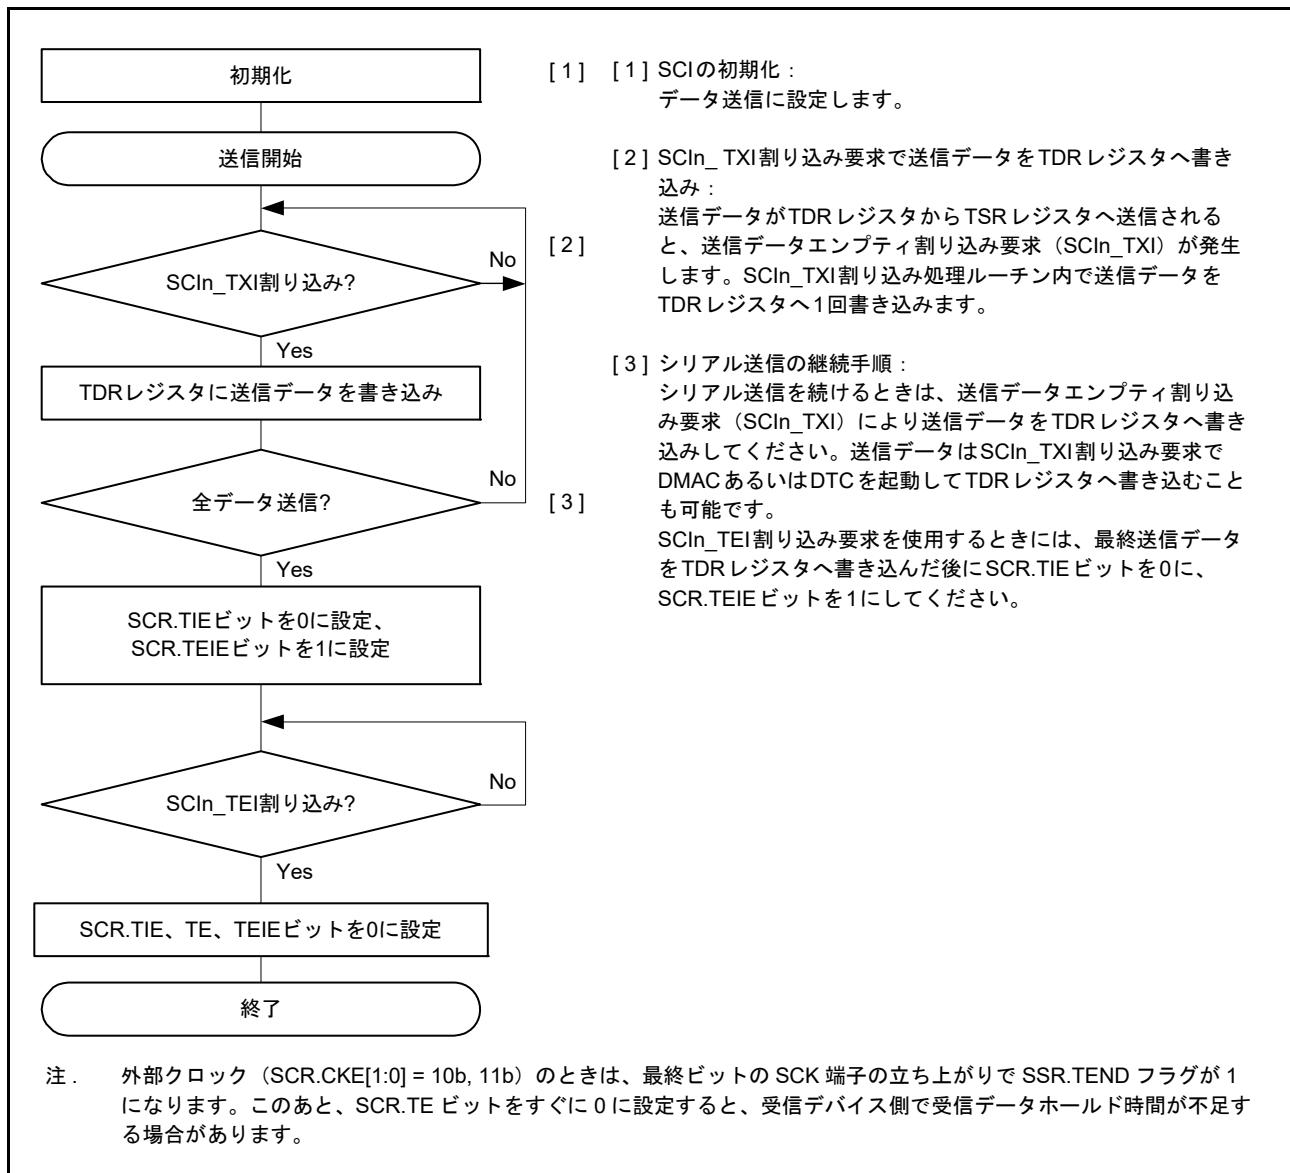 初期化
送信開始
SCIn_TXI割り込み?
No
Yes
TDRレジスタに送信データを書き込み
全データ送信?
No
Yes
SCR.TIEビットを0に設定、
SCR.TEIEビットを1に設定
SCIn_TEI割り込み?
No
Yes
SCR.TIE、TE、TEIEビットを0に設定
終了
[ 1 ]
[ 2 ]
[ 3 ]
[ 1 ] SCIの初期化：
データ送信に設定します。
[ 2 ] SCIn_ TXI割り込み要求で送信データをTDRレジスタへ書き
込み：
送信データがTDRレジスタからTSRレジスタへ送信される
と、送信データエンプティ割り込み要求（SCIn_TXI）が発生
します。SCIn_TXI割り込み処理ルーチン内で送信データを
TDRレジスタへ1回書き込みます。
[ 3 ] シリアル送信の継続手順：
シリアル送信を続けるときは、送信データエンプティ割り込
み要求（SCIn_TXI）により送信データをTDRレジスタへ書き
込みしてください。送信データはSCIn_TXI割り込み要求で
DMACあるいはDTCを起動してTDRレジスタへ書き込むこと
も可能です。
SCIn_TEI割り込み要求を使用するときには、最終送信データ
をTDRレジスタへ書き込んだ後にSCR.TIEビットを0に、
SCR.TEIEビットを1にしてください。
注． 外部クロック（SCR.CKE[1:0] = 10b, 11b）のときは、最終ビットの SCK 端子の立ち上がりで SSR.TEND フラグが 1
になります。このあと、SCR.TE ビットをすぐに 0 に設定すると、受信デバイス側で受信データホールド時間が不足す
る場合があります。